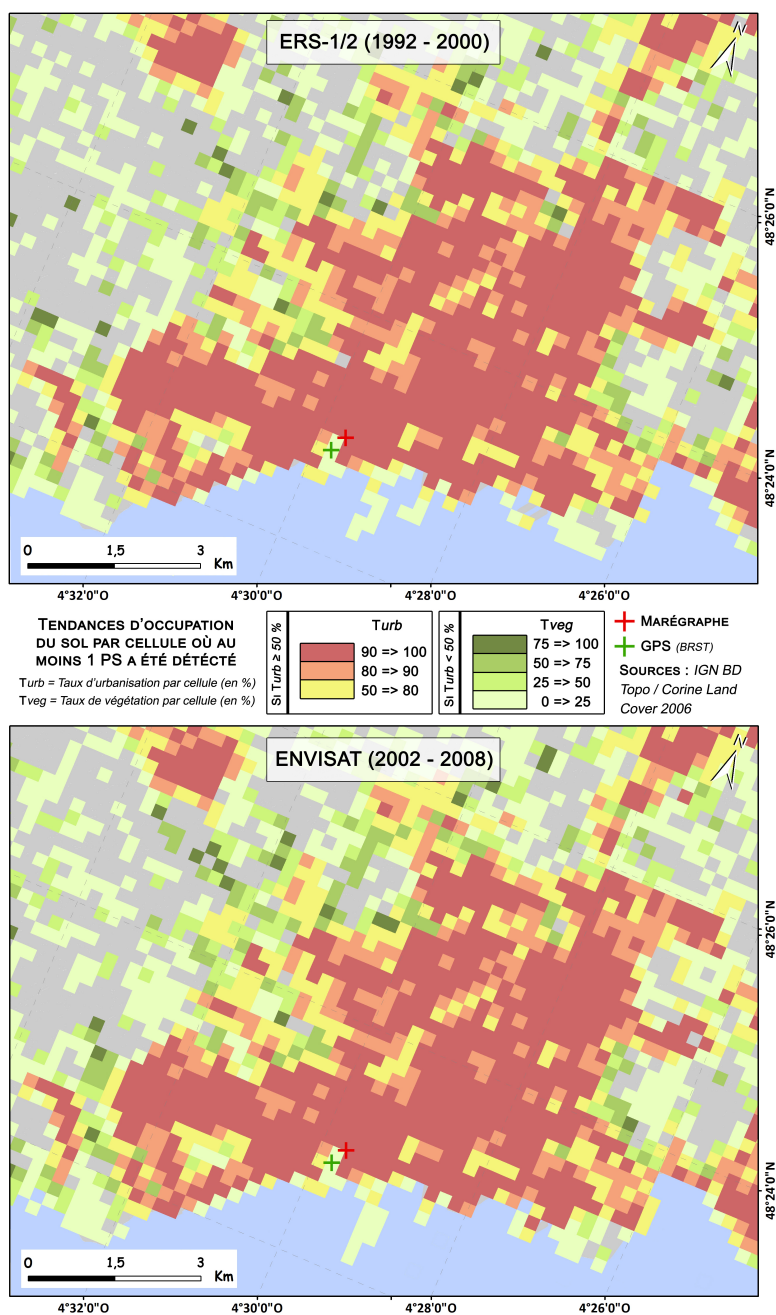 ERS-1/2 (1992 - 2000)
N
48°26'0"N
48°24'0"N
0 1,5 3
Km
4°32'0"O 4°30'0"O 4°28'0"O 4°26'0"O
TENDANCES D'OCCUPATION
DU SOL PAR CELLULE OÙ AU
MOINS 1 PS A ÉTÉ DÉTÉCTÉ
Turb = Taux d'urbanisation par cellule (en %)
Tveg = Taux de végétation par cellule (en %)
SI Turb ≥ 50 %
Turb
90 => 100
80 => 90
50 => 80
SI Turb < 50 %
Tveg
75 => 100
50 => 75
25 => 50
0 => 25
MARÉGRAPHE
GPS (BRST)
SOURCES : IGN BD
Topo / Corine Land
Cover 2006
ENVISAT (2002 - 2008)
N
48°26'0"N
48°24'0"N
0 1,5 3
Km
4°32'0"O 4°30'0"O 4°28'0"O 4°26'0"O